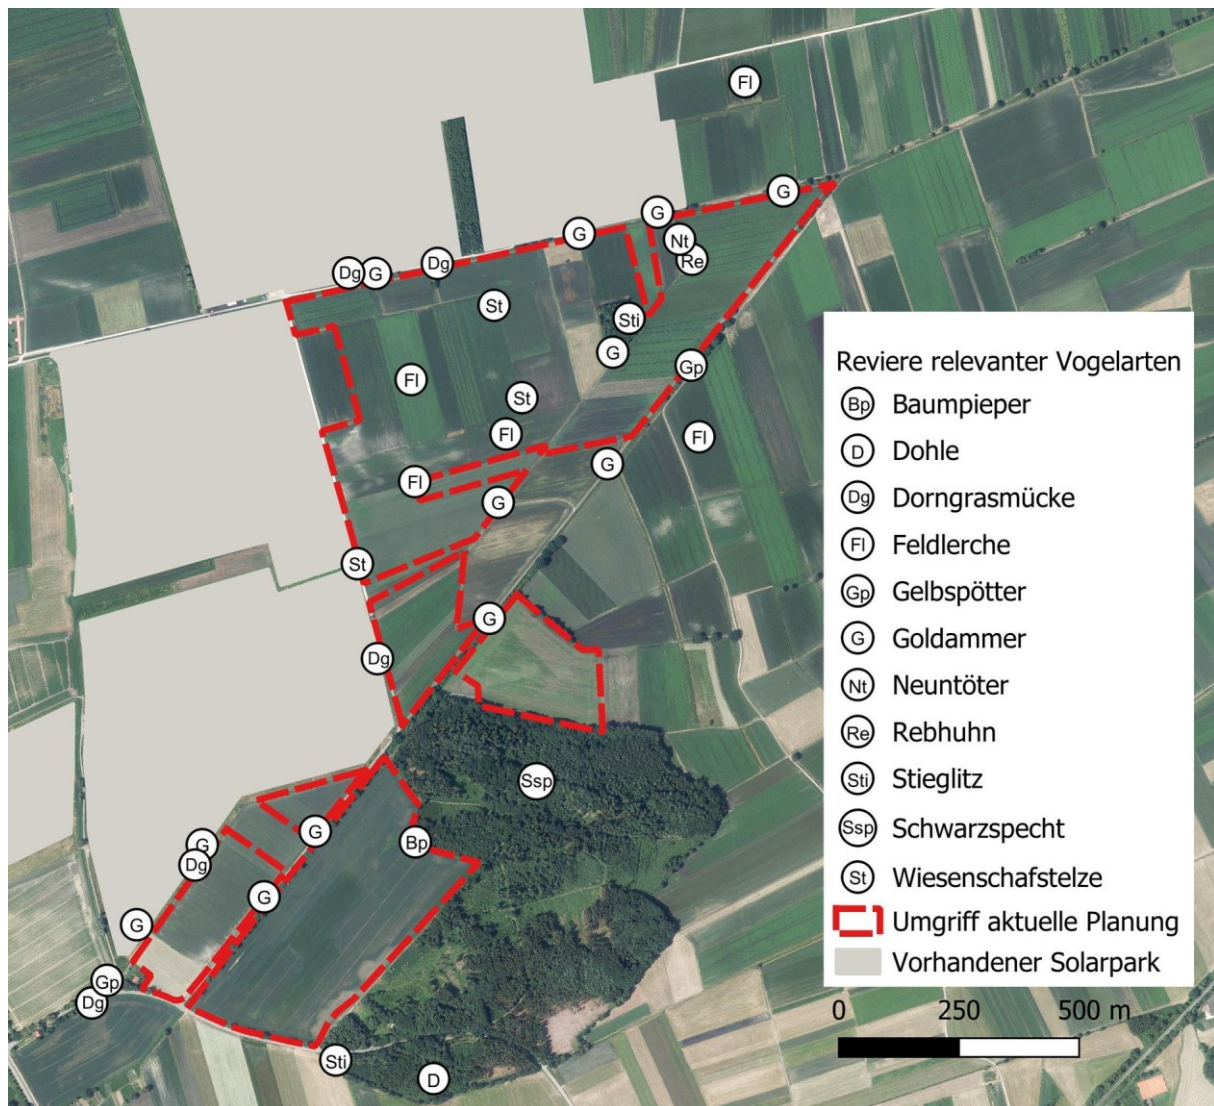 Fl
G
G
Nt
Re
G
Dg
G
Dg
St
Sti
G
Gp
Fl
St
Fl
Fl
G
Fl
G
St
G
Dg
Ssp
G
Bp
G
Dg
G
G
Gp
Dg
Sti
D
Reviere relevanter Vogelarten
Bp Baumpieper
D Dohle
Dg Dorngrasmücke
Fl Feldlerche
Gp Gelbspötter
G Goldammer
Nt Neuntöter
Re Rebhuhn
Sti Stieglitz
Ssp Schwarzspecht
St Wiesenschafstelze
Umgriff aktuelle Planung
Vorhandener Solarpark
0 250 500 m